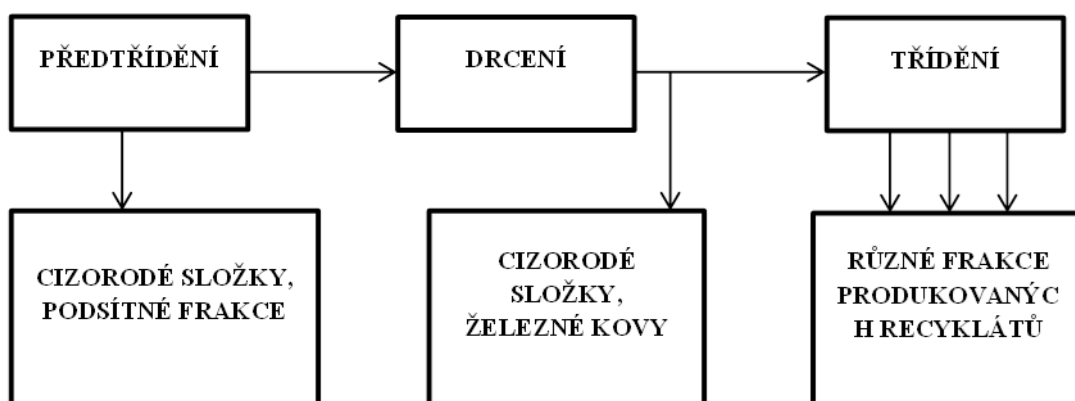 PŘEDTŘÍDĚNÍ
DRCENÍ
TŘÍDĚNÍ
CIZORODÉ SLOŽKY,
PODSÍTNÉ FRAKCE
CIZORODÉ
SLOŽKY,
ŽELEZNÉ KOVY
RŮZNÉ FRAKCE
PRODUKOVANÝC
H RECYKLÁTŮ